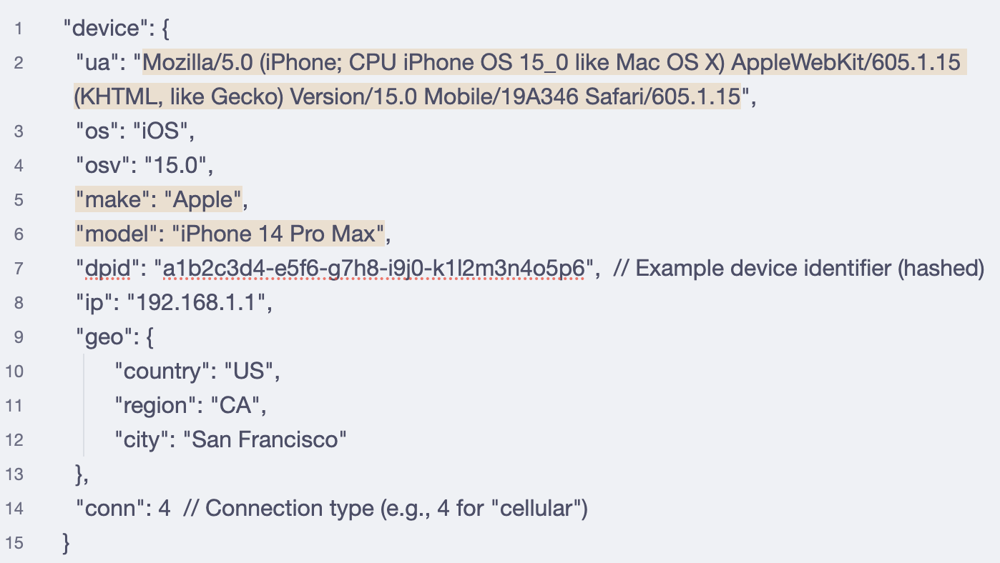 1 "device": {
2 "ua": "Mozilla/5.0 (iPhone; CPU iPhone OS 15_0 like Mac OS X) AppleWebKit/605.1.15
(KHTML, like Gecko) Version/15.0 Mobile/19A346 Safari/605.1.15",
3 "os": "iOS",
4 "osv": "15.0",
5 "make": "Apple",
6 "model": "iPhone 14 Pro Max",
7 "dpid": "a1b2c3d4-e5f6-g7h8-i9j0-k1l2m3n4o5p6",  // Example device identifier (hashed)
8 "ip": "192.168.1.1",
9 "geo": {
10 "country": "US",
11 "region": "CA",
12 "city": "San Francisco"
13 },
14 "conn": 4  // Connection type (e.g., 4 for "cellular")
15 }